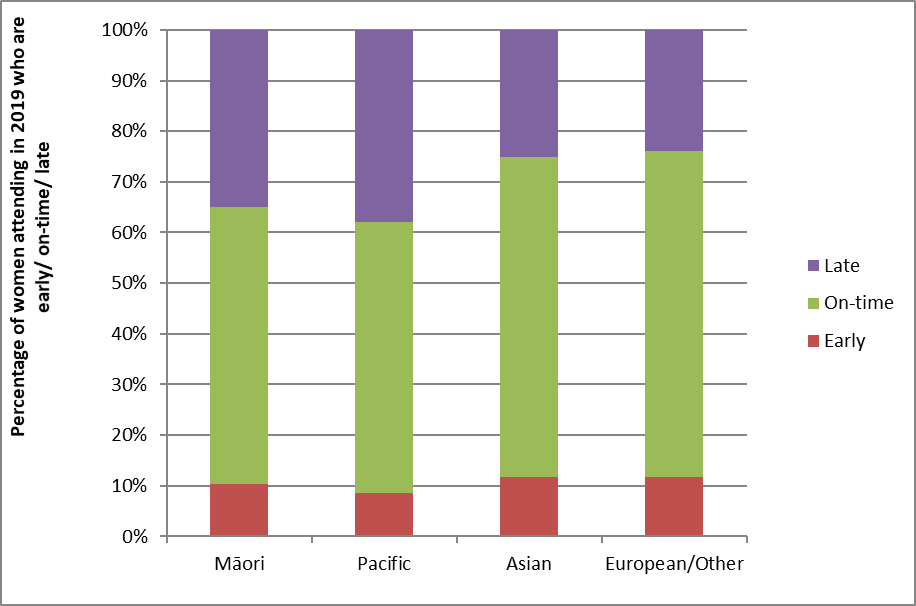 Percentage of women attending in 2019 who are
early/ on-time/ late
100%
90%
80%
70%
60%
50%
40%
30%
20%
10%
0%
Māori
Pacific
Asian
European/Other
Late
On-time
Early